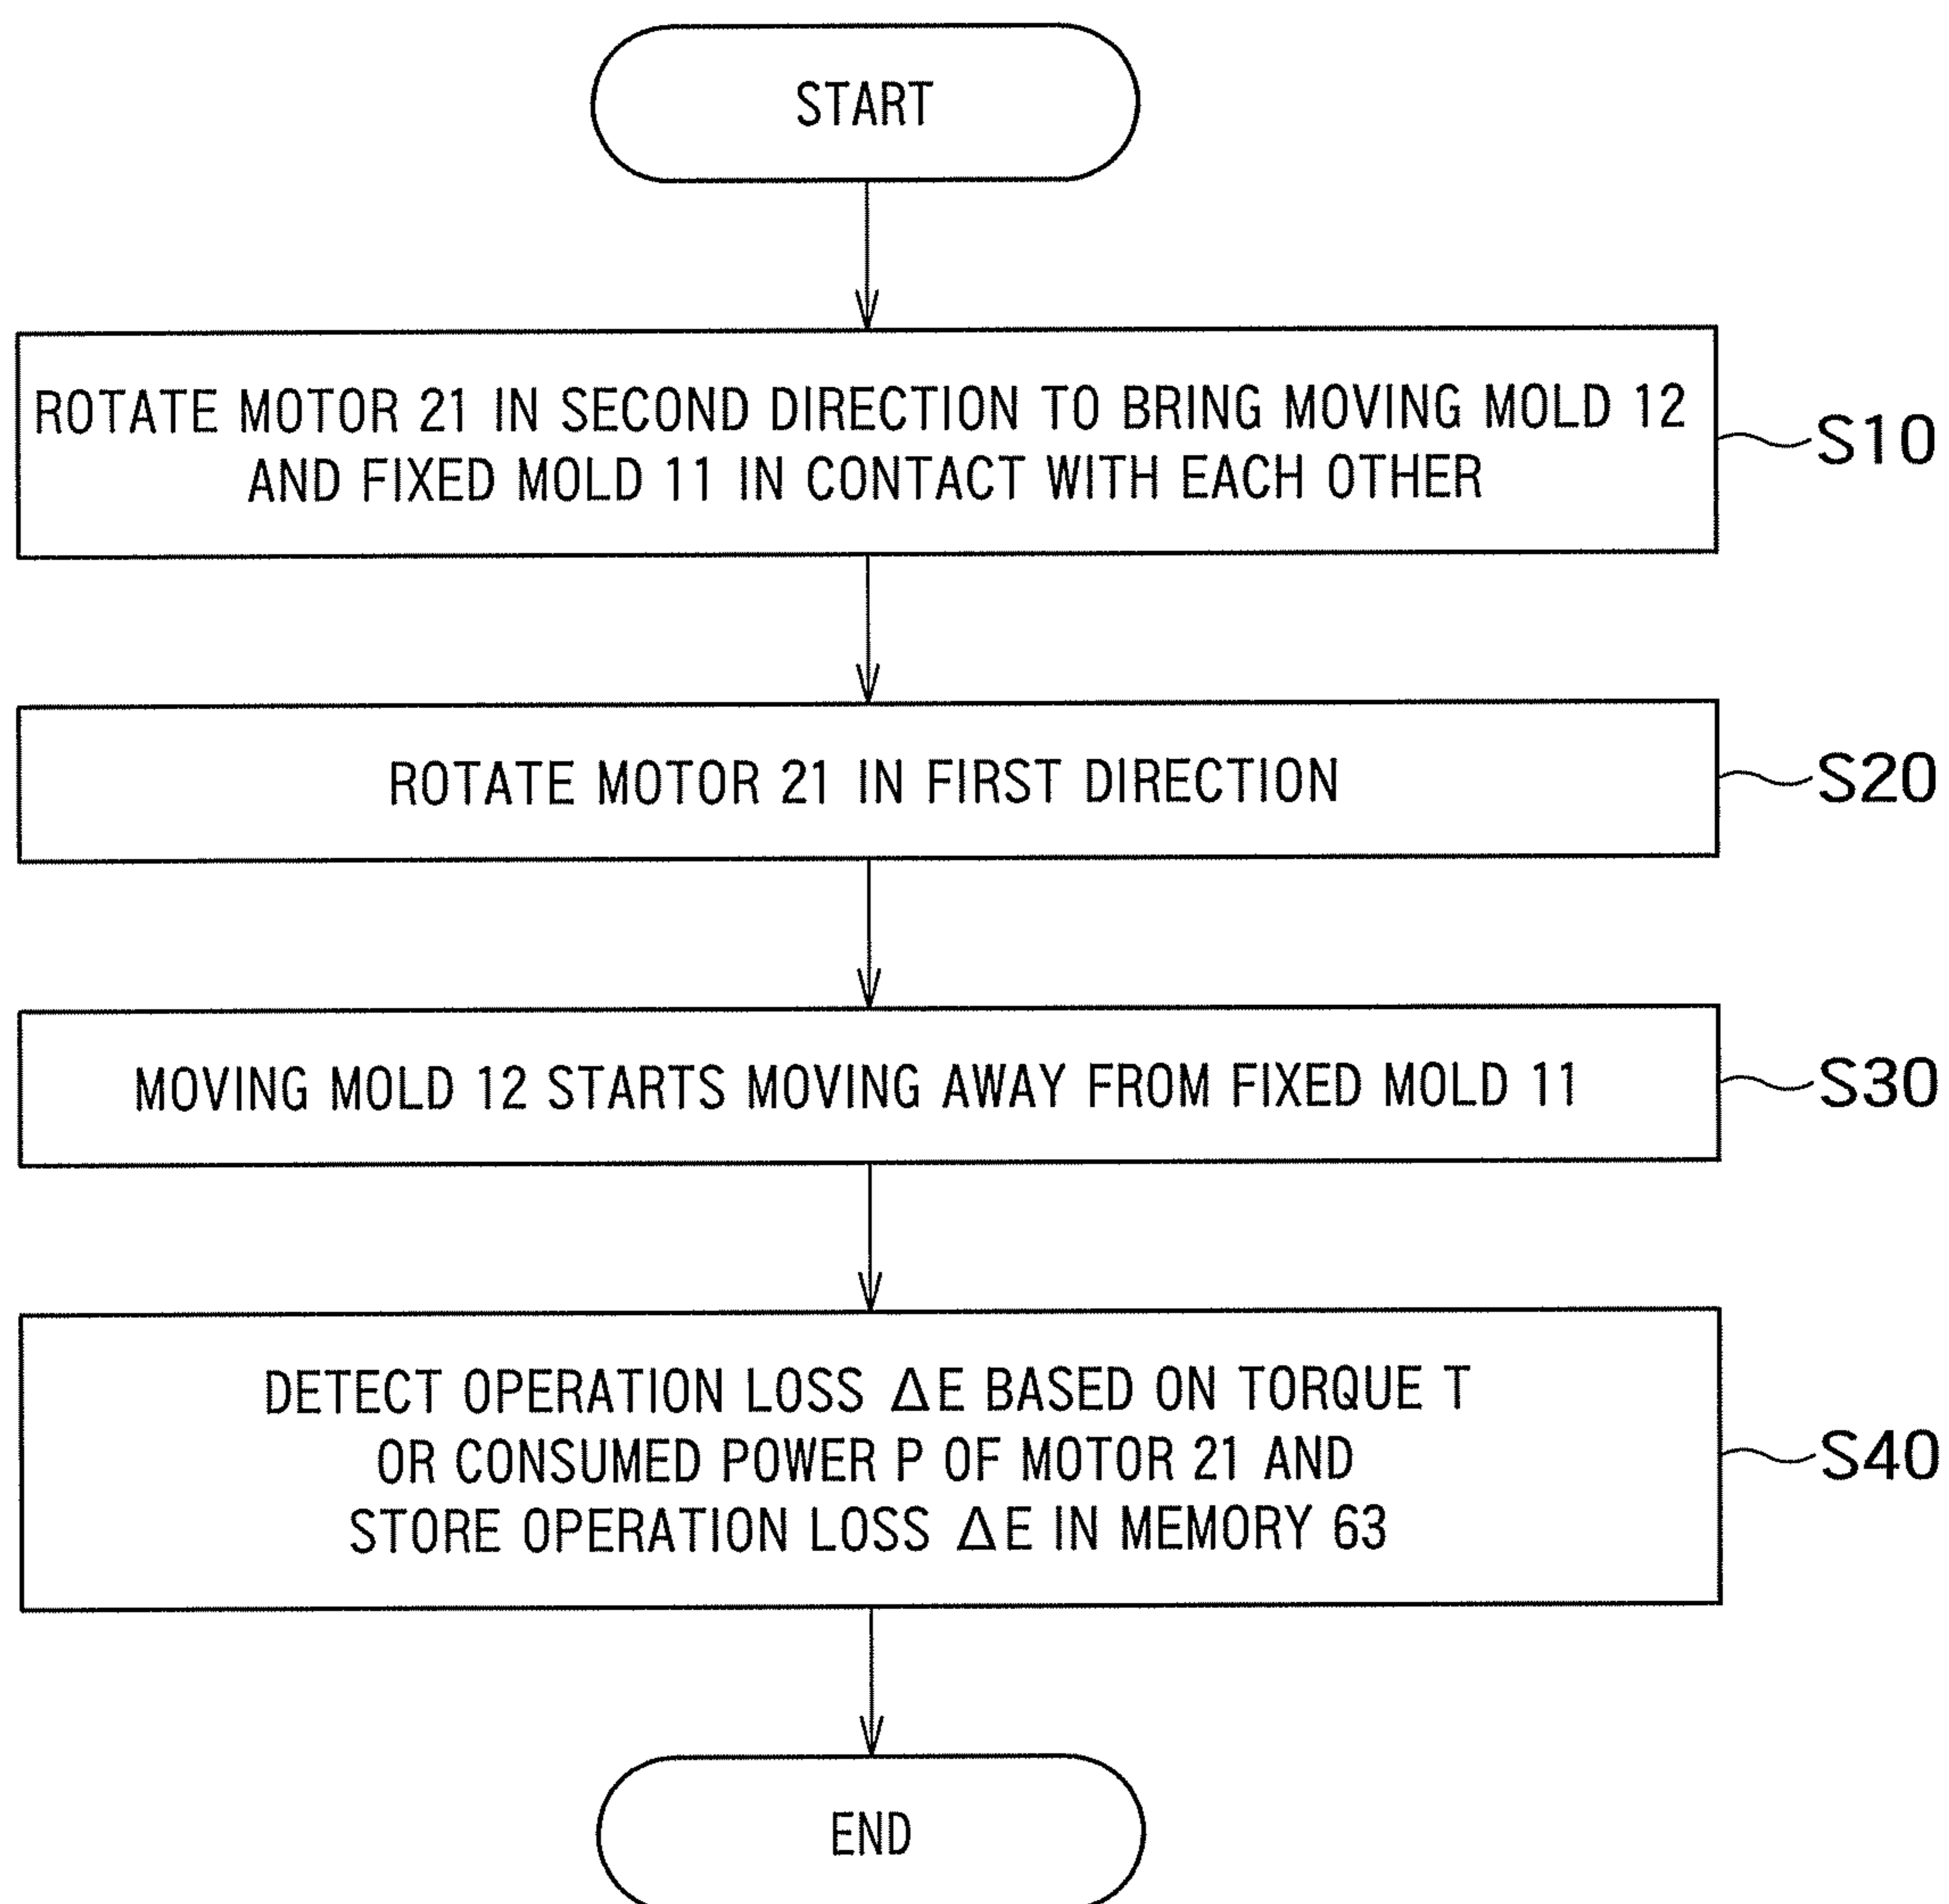 START
ROTATE MOTOR 21 IN SECOND DIRECTION TO BRING MOVING MOLD 12
AND FIXED MOLD 11 IN CONTACT WITH EACH OTHER
S10
ROTATE MOTOR 21 IN FIRST DIRECTION
S20
MOVING MOLD 12 STARTS MOVING AWAY FROM FIXED MOLD 11
S30
DETECT OPERATION LOSS ΔE BASED ON TORQUE T
OR CONSUMED POWER P OF MOTOR 21 AND
STORE OPERATION LOSS ΔE IN MEMORY 63
S40
END